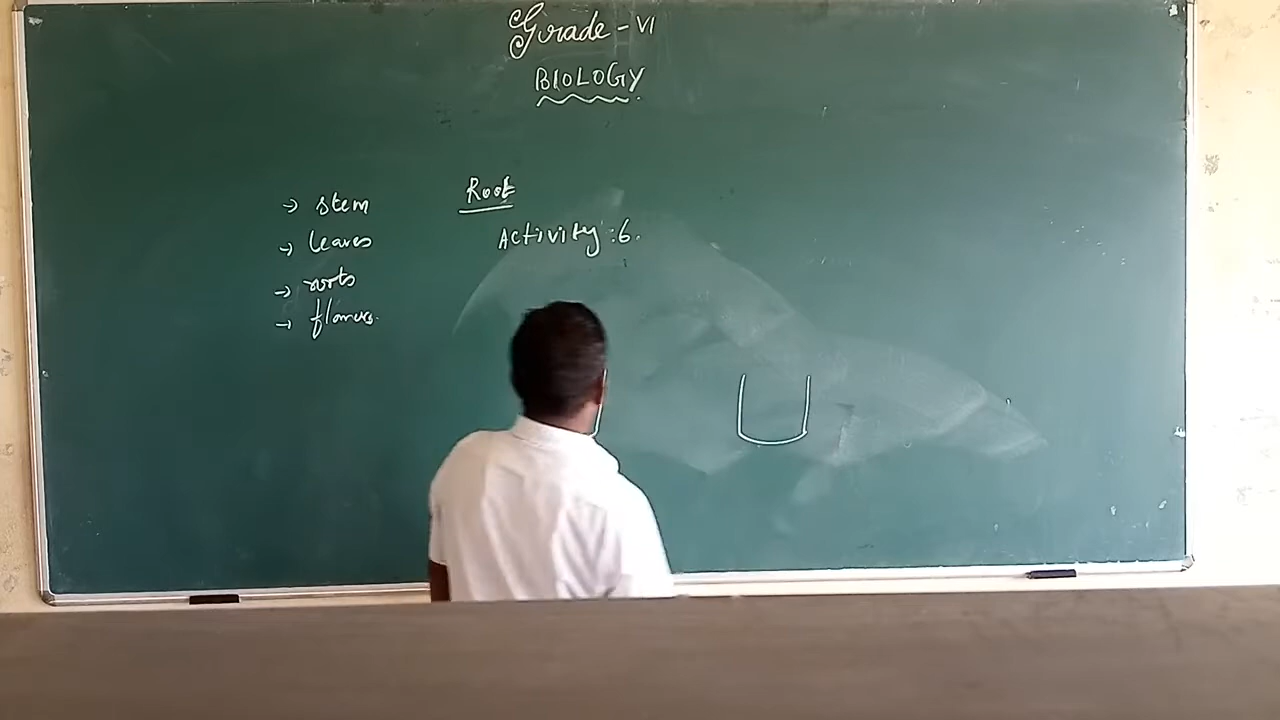 Grade - VI
BIOLOGY
→ stem
→ leaves
→ roots
→ flowers.
Root
Activity : 6.